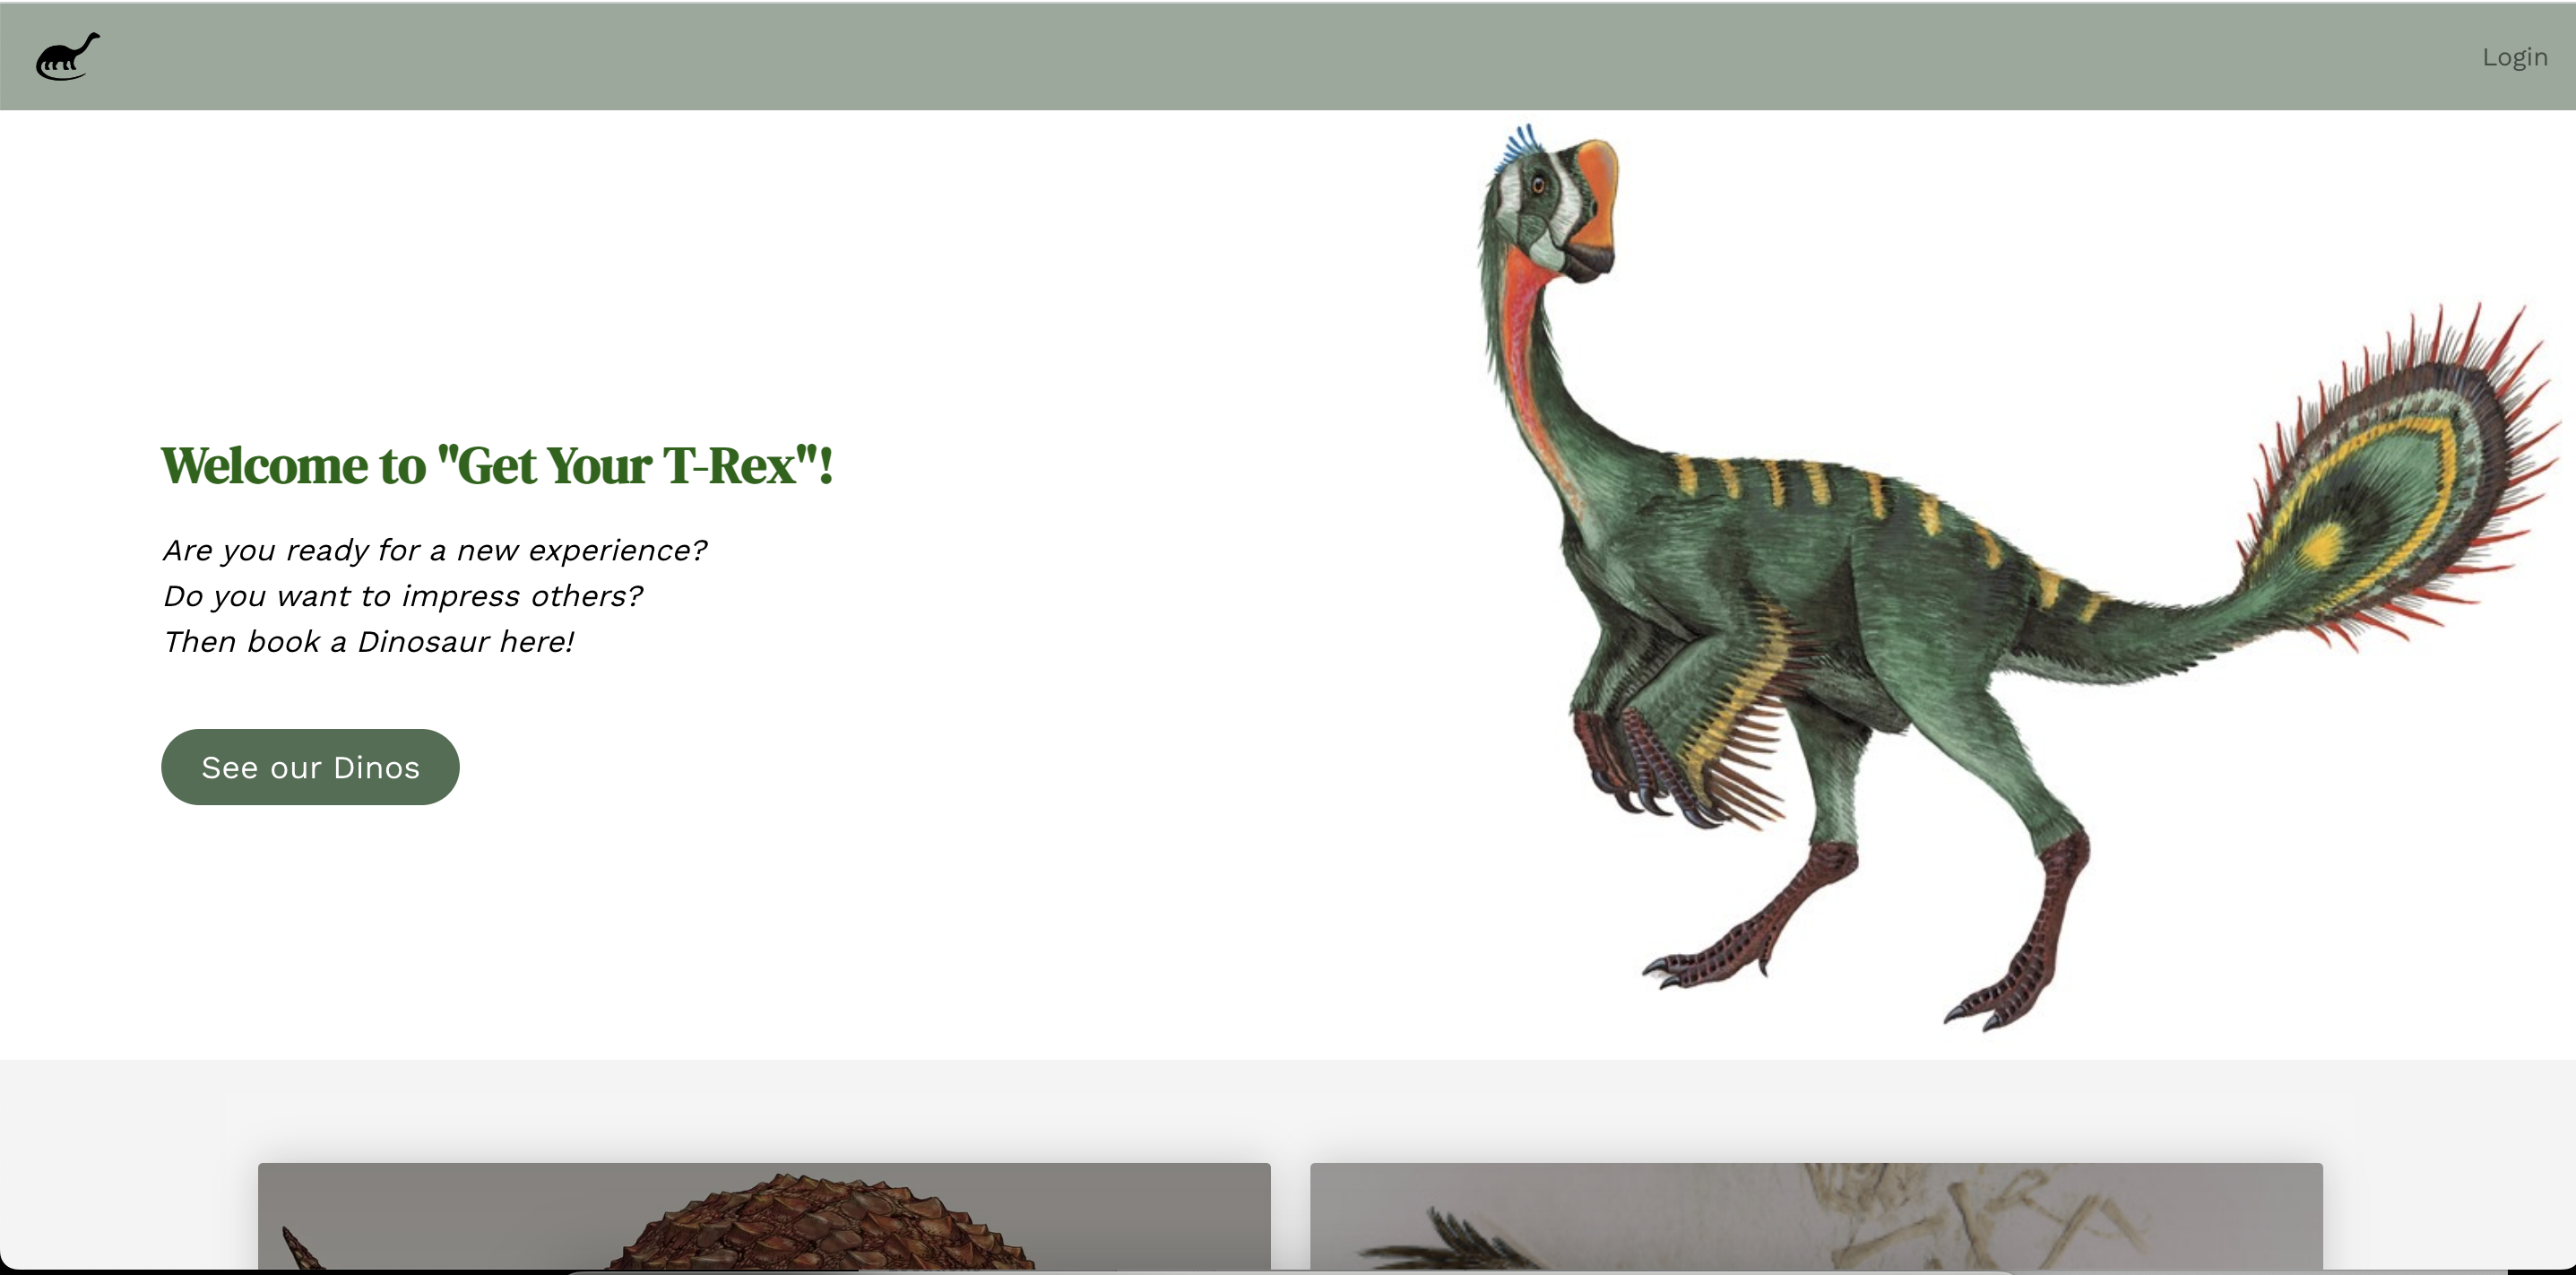 Login
Welcome to "Get Your T-Rex"!
Are you ready for a new experience?
Do you want to impress others?
Then book a Dinosaur here!
See our Dinos